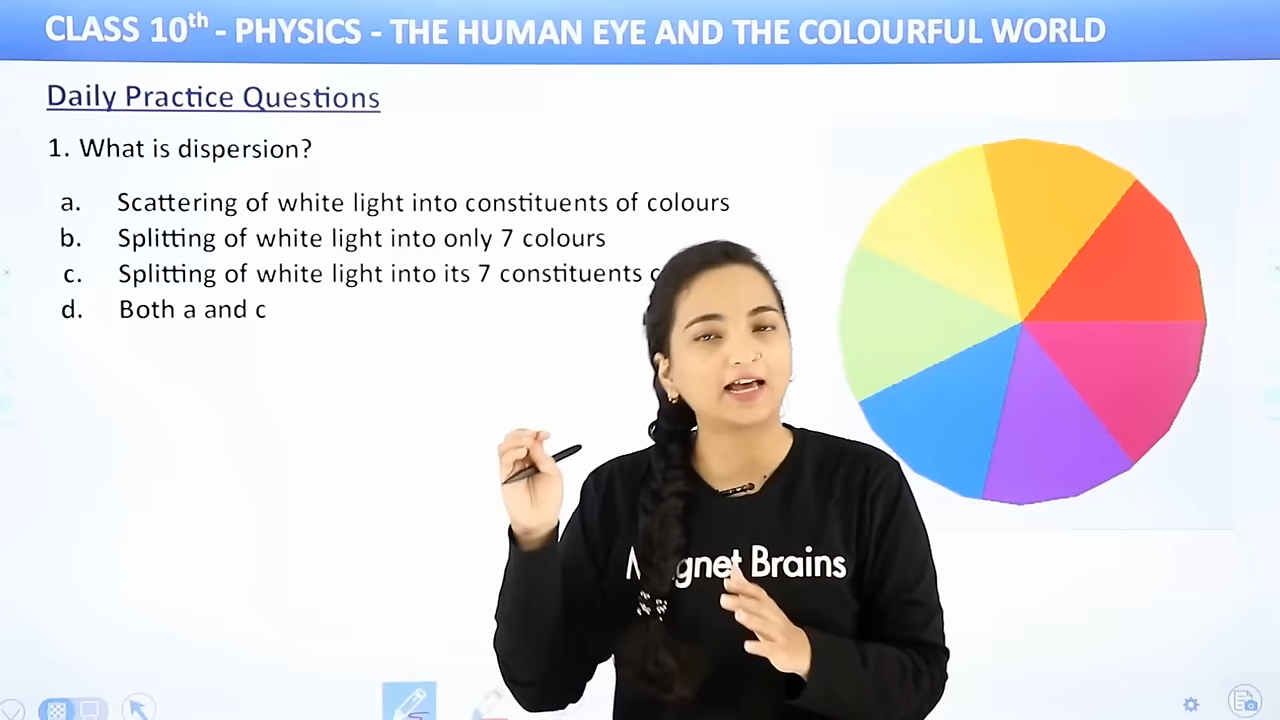 CLASS 10th - PHYSICS - THE HUMAN EYE AND THE COLOURFUL WORLD
Daily Practice Questions
1. What is dispersion?
a. Scattering of white light into constituents of colours
b. Splitting of white light into only 7 colours
c. Splitting of white light into its 7 constituents
d. Both a and c
Brains